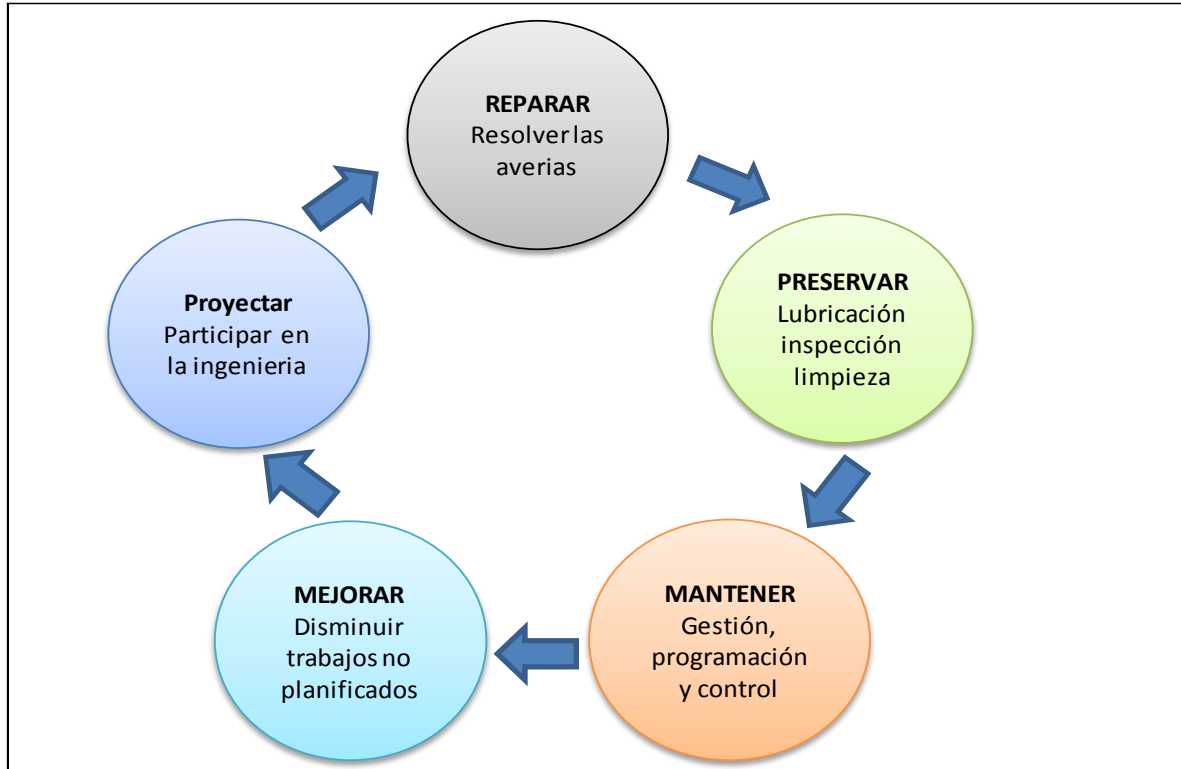 REPARAR
Resolver las
averias
PRESERVAR
Lubricación
inspección
limpieza
MANTENER
Gestión,
programación
y control
MEJORAR
Disminuir
trabajos no
planificados
Proyectar
Participar en
la ingenieria